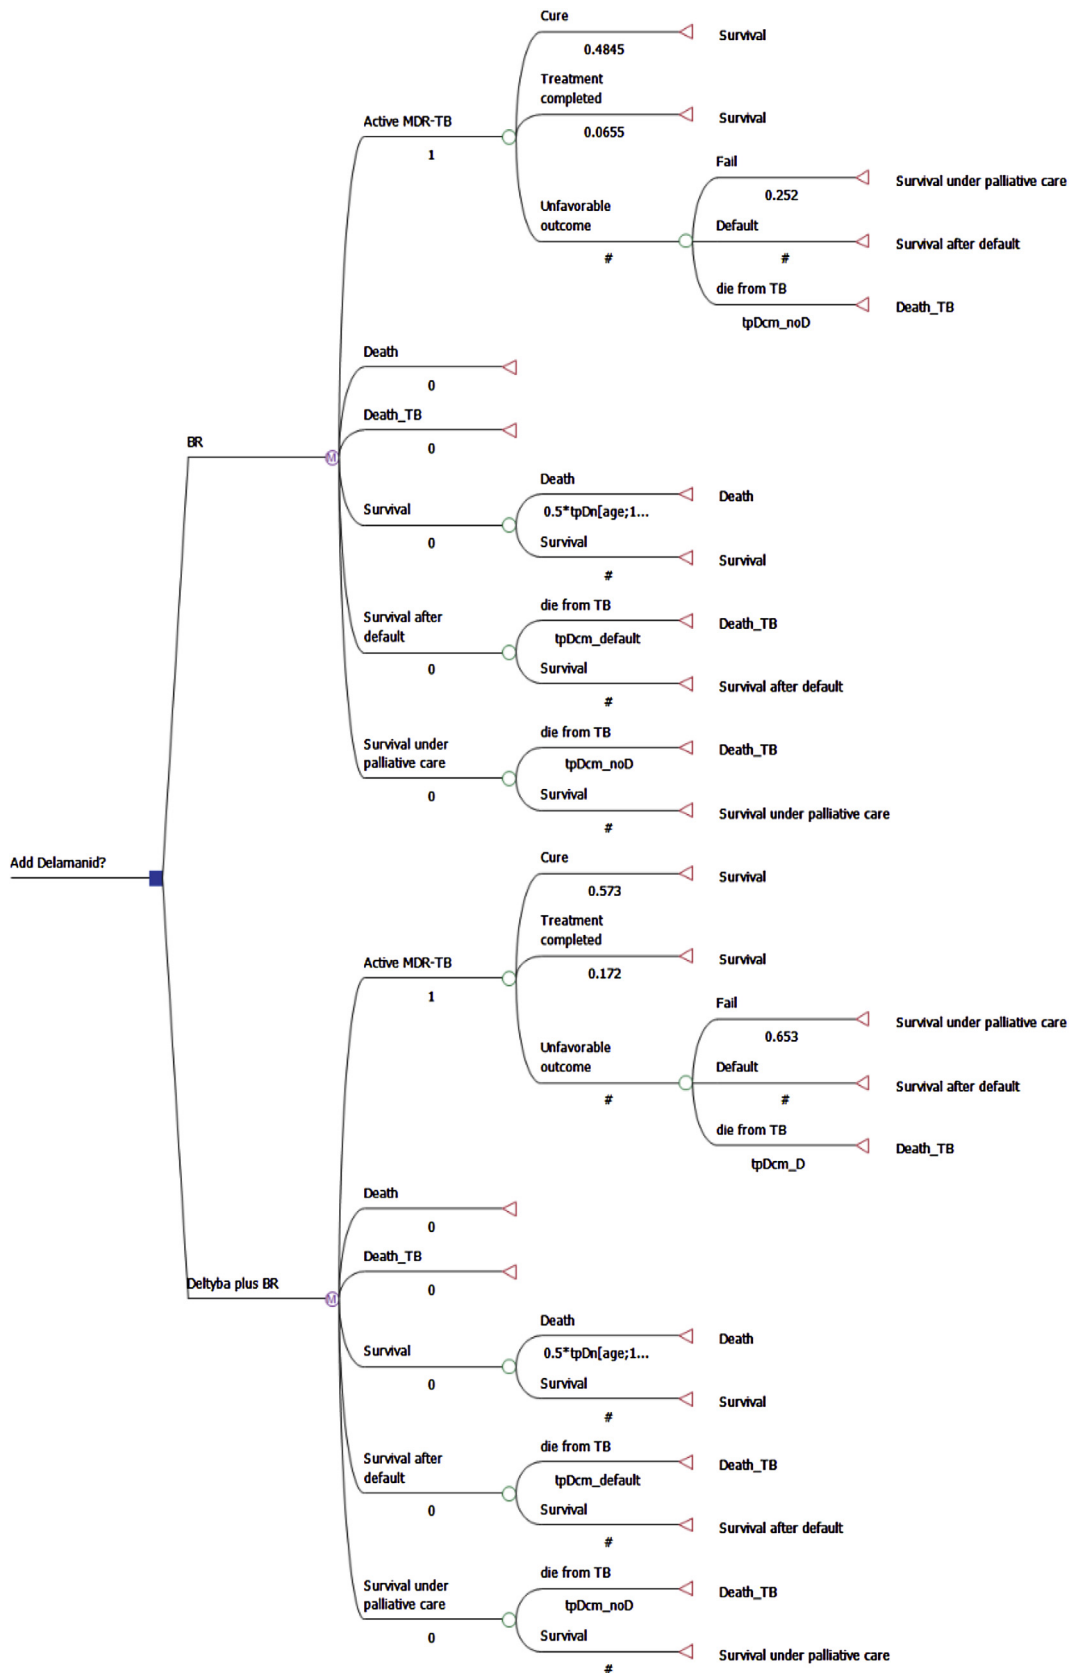 Cure
Survival
0.4845
Treatment
completed
Survival
0.0655
Active MDR-TB
1
Fail
Survival under palliative care
0.252
Unfavorable
outcome
#
Default
Survival after default
#
die from TB
Death_TB
tpDcm_noD
Death
0
Death_TB
0
BR
M
Death
Death
0.5*tpDn[age;1...
Survival
0
Survival
Survival
#
Survival after
default
0
die from TB
Death_TB
tpDcm_default
Survival
Survival after default
#
Survival under
palliative care
0
die from TB
Death_TB
tpDcm_noD
Survival
Survival under palliative care
#
Add Delamanid?
Cure
Survival
0.573
Treatment
completed
Survival
0.172
Active MDR-TB
1
Fail
Survival under palliative care
0.653
Unfavorable
outcome
#
Default
Survival after default
#
die from TB
Death_TB
tpDcm_D
Death
0
Death_TB
0
Deltyba plus BR
M
Death
Death
0.5*tpDn[age;1...
Survival
0
Survival
Survival
#
Survival after
default
0
die from TB
Death_TB
tpDcm_default
Survival
Survival after default
#
Survival under
palliative care
0
die from TB
Death_TB
tpDcm_noD
Survival
Survival under palliative care
#